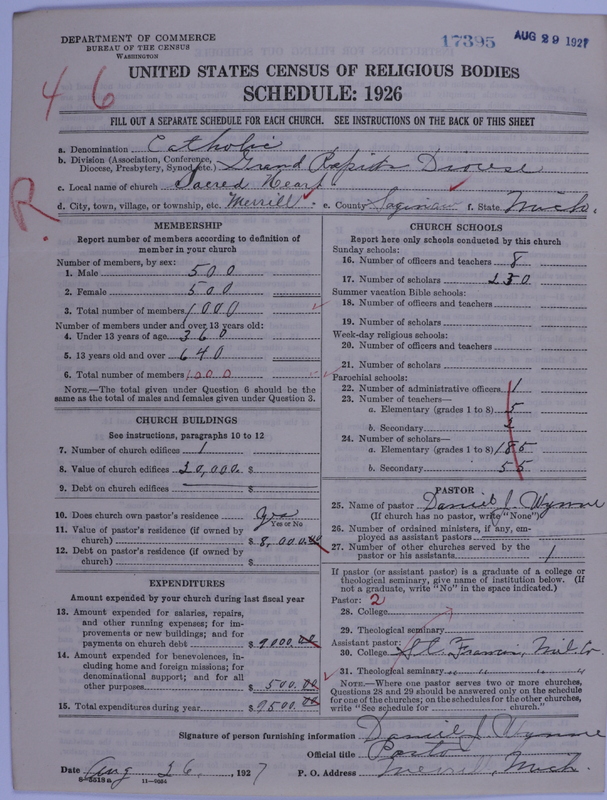 DEPARTMENT OF COMMERCE
BUREAU OF THE CENSUS
WASHINGTON
17395
AUG 29 1927
UNITED STATES CENSUS OF RELIGIOUS BODIES
SCHEDULE: 1926
4 6
FILL OUT A SEPARATE SCHEDULE FOR EACH CHURCH. SEE INSTRUCTIONS ON THE BACK OF THIS SHEET
a. Denomination Catholic
b. Division (Association, Conference, Diocese, Presbytery, Synod, etc.) Grand Rapids Diocese
c. Local name of church Sacred Heart
d. City, town, village, or township, etc. Merrill e. County Saginaw f. State Mich.
R.
MEMBERSHIP
Report number of members according to definition of
member in your church
Number of members, by sex:
1. Male 500
2. Female 500
3. Total number of members 1000
Number of members under and over 13 years old:
4. Under 13 years of age 360
5. 13 years old and over 640
6. Total number of members 1000
NOTE.—The total given under Question 6 should be
same as the total of males and females given under Question 3.
CHURCH BUILDINGS
See instructions, paragraphs 10 to 12
7. Number of church edifices 1
8. Value of church edifices 20,000. $
9. Debt on church edifices — $
10. Does church own pastor's residence? Yes
Yes or No
11. Value of pastor's residence (if owned by
church) $ 8,000.00
12. Debt on pastor's residence (if owned by
church) $
EXPENDITURES
Amount expended by your church during last fiscal year
13. Amount expended for salaries, repairs,
and other running expenses; for im-
provements or new buildings; and for
payments on church debt $ 9000.00
14. Amount expended for benevolences, in-
cluding home and foreign missions; for
denominational support; and for all
other purposes $ 500.00
15. Total expenditures during year $ 9500.00
CHURCH SCHOOLS
Report here only schools conducted by this church
Sunday schools:
16. Number of officers and teachers 8
17. Number of scholars 230
Summer vacation Bible schools:
18. Number of officers and teachers
19. Number of scholars
Week-day religious schools:
20. Number of officers and teachers
21. Number of scholars
Parochial schools:
22. Number of administrative officers 1
23. Number of teachers—
a. Elementary (grades 1 to 8) 5
b. Secondary 2
24. Number of scholars—
a. Elementary (grades 1 to 8) 185
b. Secondary 55
PASTOR
25. Name of pastor Daniel J. Wynne
(If church has no pastor, write "None")
26. Number of ordained ministers, if any, em-
ployed as assistant pastors
27. Number of other churches served by the
pastor or his assistants 1
If pastor (or assistant pastor) is a graduate of a college or
theological seminary, give name of institution below. (If
not a graduate, write "No" in the space indicated.)
Pastor: 2
28. College
29. Theological seminary
Assistant pastor:
30. College St. Francis, Mil. Co.
31. Theological seminary " " " "
NOTE.—Where one pastor serves two or more churches,
Questions 28 and 29 should be answered only on the schedule
for one of the churches; on the schedules for the other churches,
write "See schedule for church."
Signature of person furnishing information Daniel J. Wynne
Official title Pastor
Date Aug 26, 1927 P. O. Address Merrill, Mich.
8-5518a 11-9034